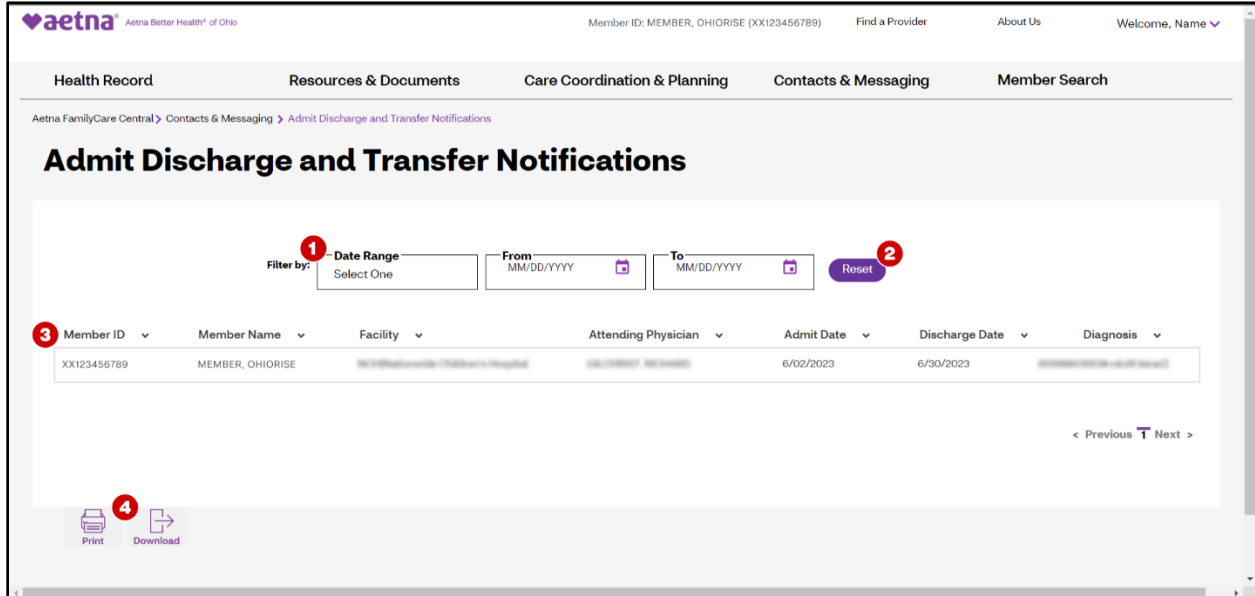 aetna® Aetna Better Health® of Ohio Member ID: MEMBER, OHIORISE (XX123456789) Find a Provider About Us Welcome, Name
Health Record Resources & Documents Care Coordination & Planning Contacts & Messaging Member Search
Aetna FamilyCare Central > Contacts & Messaging > Admit Discharge and Transfer Notifications
Admit Discharge and Transfer Notifications
1 Date Range From To 2
Filter by: Select One MM/DD/YYYY MM/DD/YYYY Reset
3 Member ID Member Name Facility Attending Physician Admit Date Discharge Date Diagnosis
XX123456789 MEMBER, OHIORISE 6/02/2023 6/30/2023
< Previous 1 Next >
4
Print Download